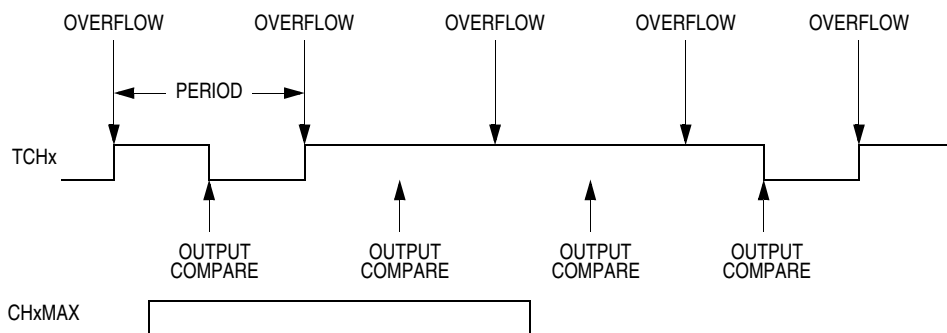 OVERFLOW OVERFLOW OVERFLOW OVERFLOW OVERFLOW
PERIOD
TCHx
OUTPUT COMPARE
OUTPUT COMPARE
OUTPUT COMPARE
OUTPUT COMPARE
CHxMAX